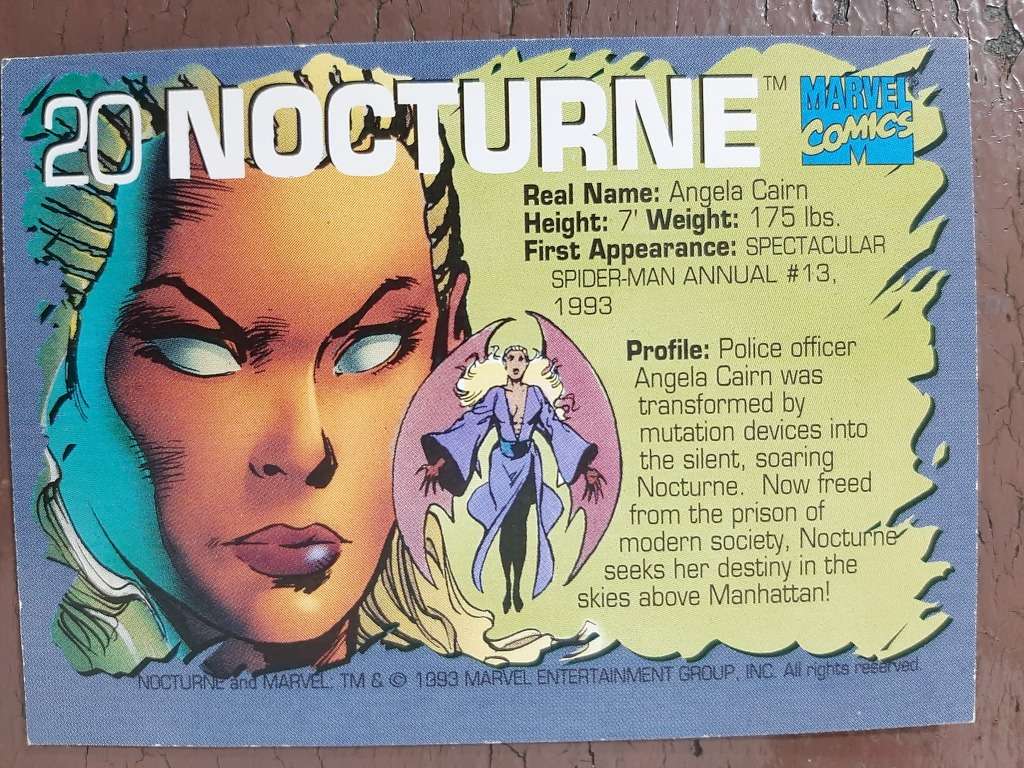 20 NOCTURNE™
MARVEL
COMICS
M
Real Name: Angela Cairn
Height: 7' Weight: 175 lbs.
First Appearance: SPECTACULAR
SPIDER-MAN ANNUAL #13,
1993
Profile: Police officer
Angela Cairn was
transformed by
mutation devices into
the silent, soaring
Nocturne. Now freed
from the prison of
modern society, Nocturne
seeks her destiny in the
skies above Manhattan!
NOCTURNE and MARVEL: TM & © 1993 MARVEL ENTERTAINMENT GROUP, INC. All rights reserved.